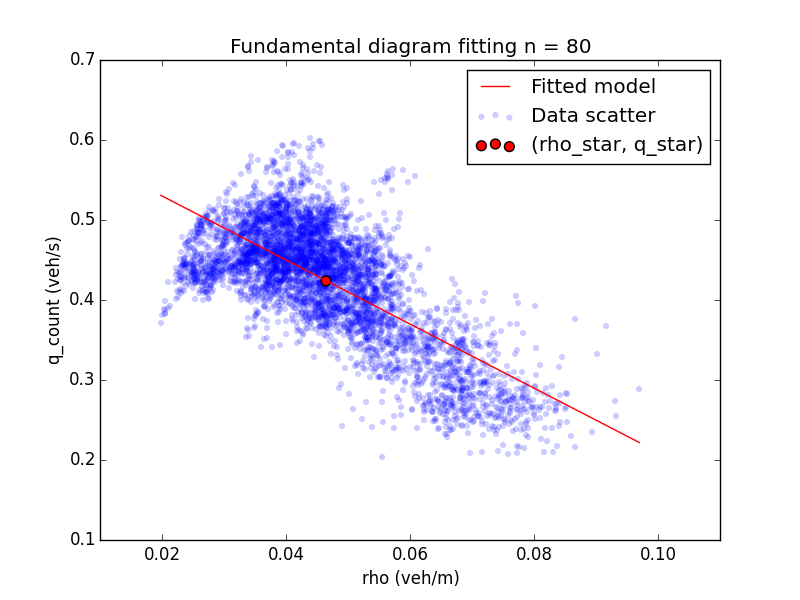 Fundamental diagram fitting n = 80
Fitted model
Data scatter
(rho_star, q_star)
0.7
0.6
0.5
0.4
0.3
0.2
0.1
q_count (veh/s)
0.02 0.04 0.06 0.08 0.10
rho (veh/m)